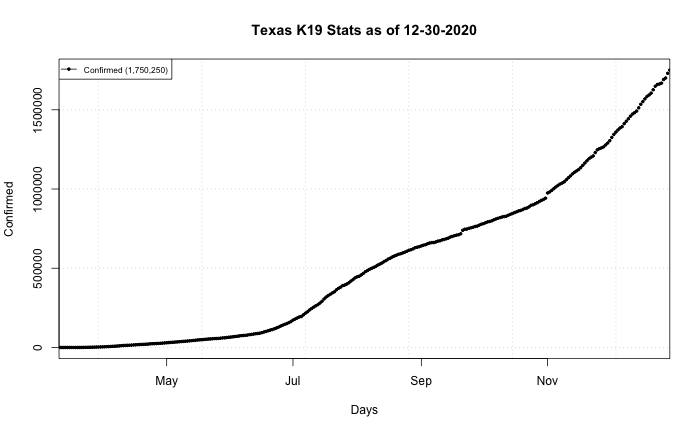 Texas K19 Stats as of 12-30-2020
Confirmed (1,750,250)
Confirmed
1500000
1000000
500000
0
May Jul Sep Nov
Days